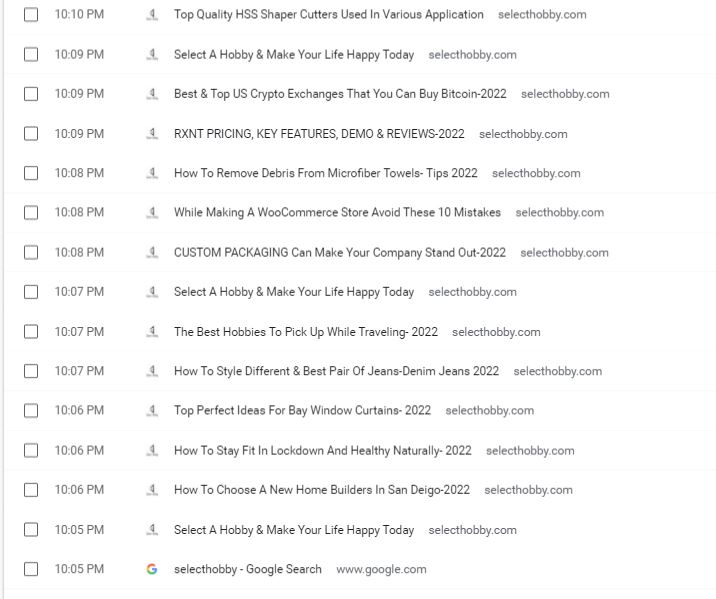 10:10 PM Top Quality HSS Shaper Cutters Used In Various Application selecthobby.com
10:09 PM Select A Hobby & Make Your Life Happy Today selecthobby.com
10:09 PM Best & Top US Crypto Exchanges That You Can Buy Bitcoin-2022 selecthobby.com
10:09 PM RXNT PRICING, KEY FEATURES, DEMO & REVIEWS-2022 selecthobby.com
10:08 PM How To Remove Debris From Microfiber Towels- Tips 2022 selecthobby.com
10:08 PM While Making A WooCommerce Store Avoid These 10 Mistakes selecthobby.com
10:08 PM CUSTOM PACKAGING Can Make Your Company Stand Out-2022 selecthobby.com
10:07 PM Select A Hobby & Make Your Life Happy Today selecthobby.com
10:07 PM The Best Hobbies To Pick Up While Traveling- 2022 selecthobby.com
10:07 PM How To Style Different & Best Pair Of Jeans-Denim Jeans 2022 selecthobby.com
10:06 PM Top Perfect Ideas For Bay Window Curtains- 2022 selecthobby.com
10:06 PM How To Stay Fit In Lockdown And Healthy Naturally- 2022 selecthobby.com
10:06 PM How To Choose A New Home Builders In San Deigo-2022 selecthobby.com
10:05 PM Select A Hobby & Make Your Life Happy Today selecthobby.com
10:05 PM selecthobby - Google Search www.google.com